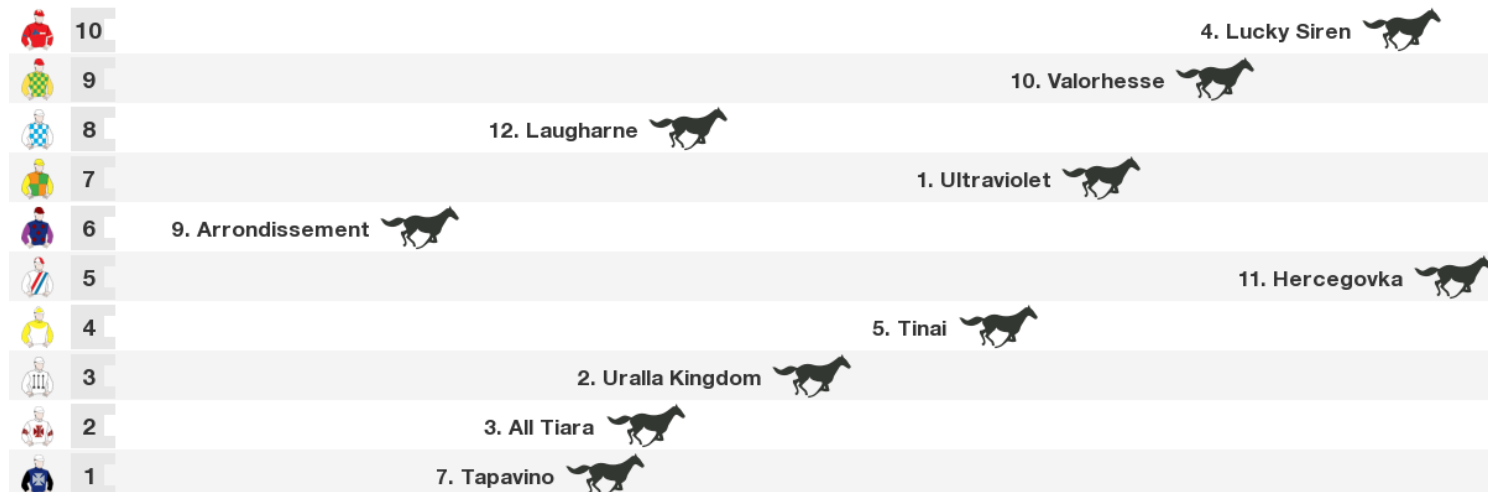 10 4. Lucky Siren
9 10. Valorhesse
8 12. Laugharne
7 1. Ultraviolet
6 9. Arrondissement
5 11. Hercegovka
4 5. Tinai
3 2. Uralla Kingdom
2 3. All Tiara
1 7. Tapavino